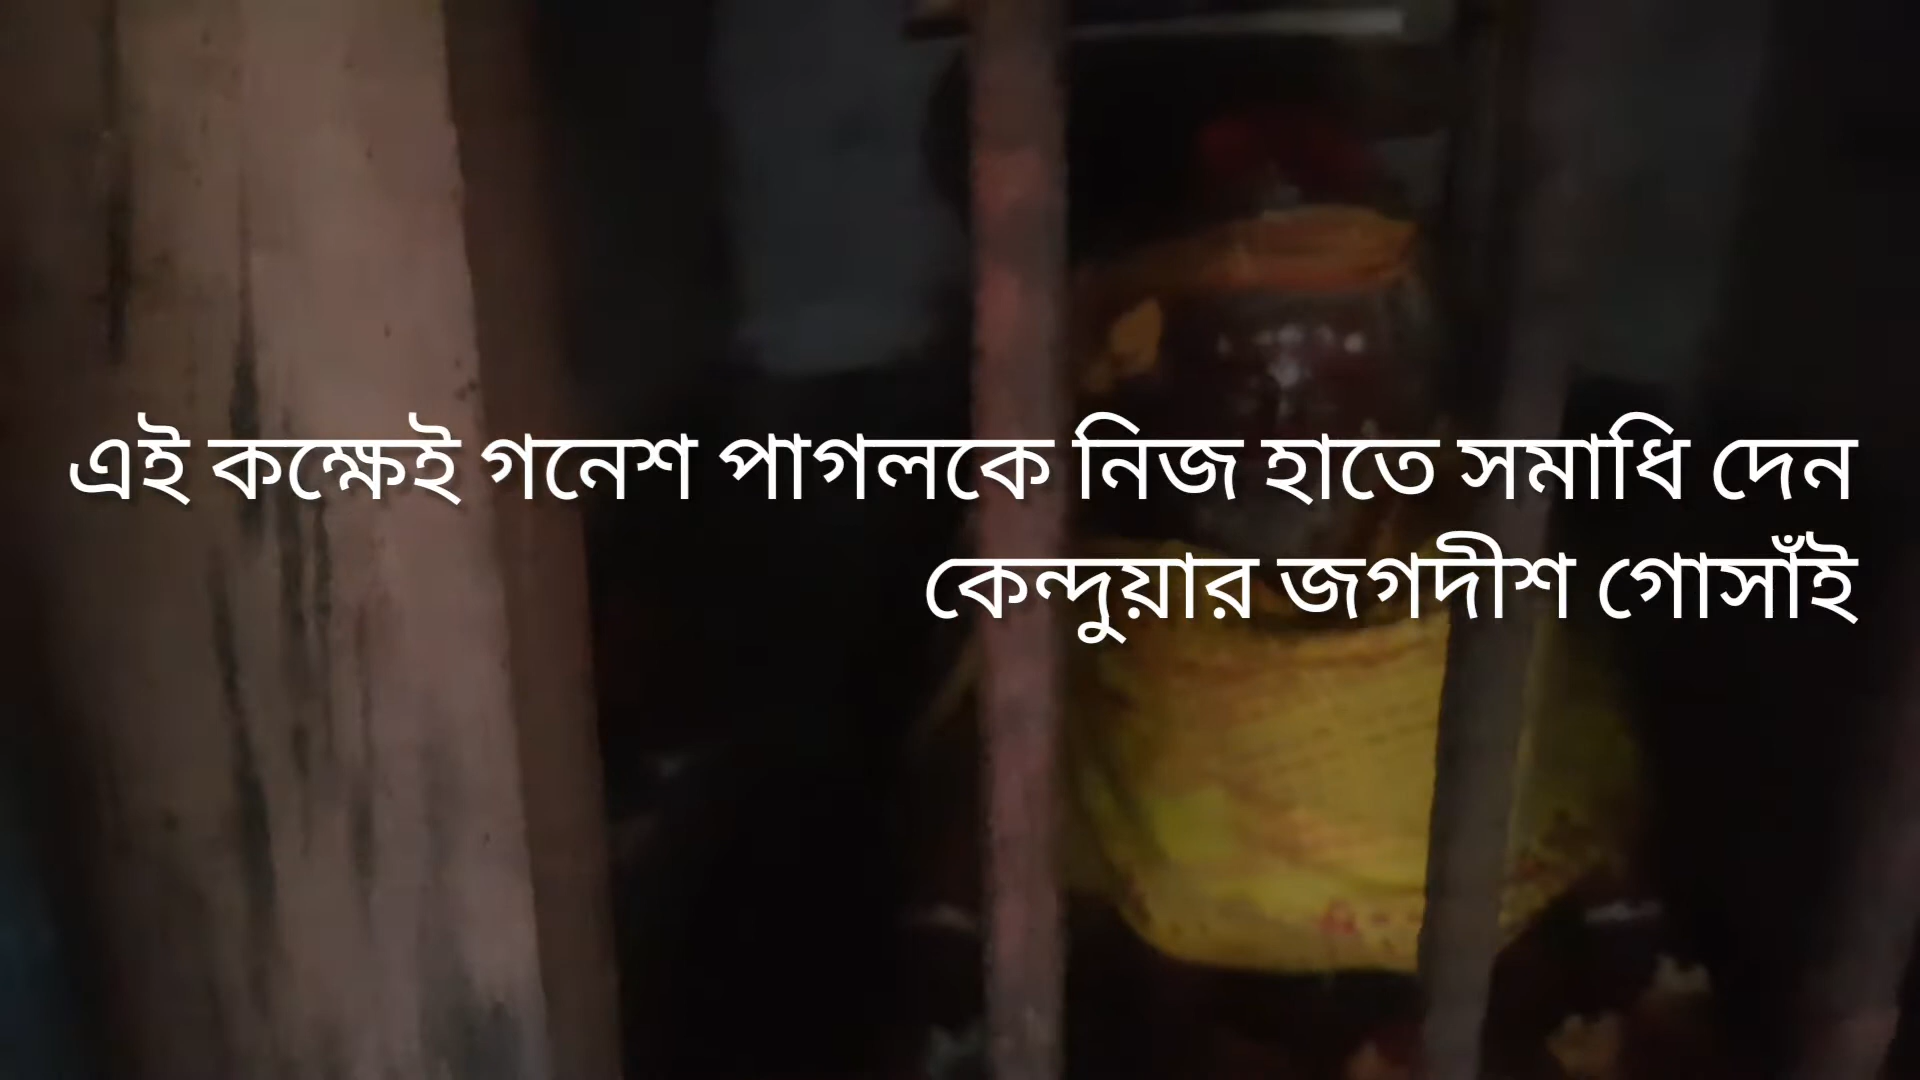 এই কক্ষেই গনেশ পাগলকে নিজ হাতে সমাধি দেন
কেন্দুয়ার জগদীশ গোসাঁই